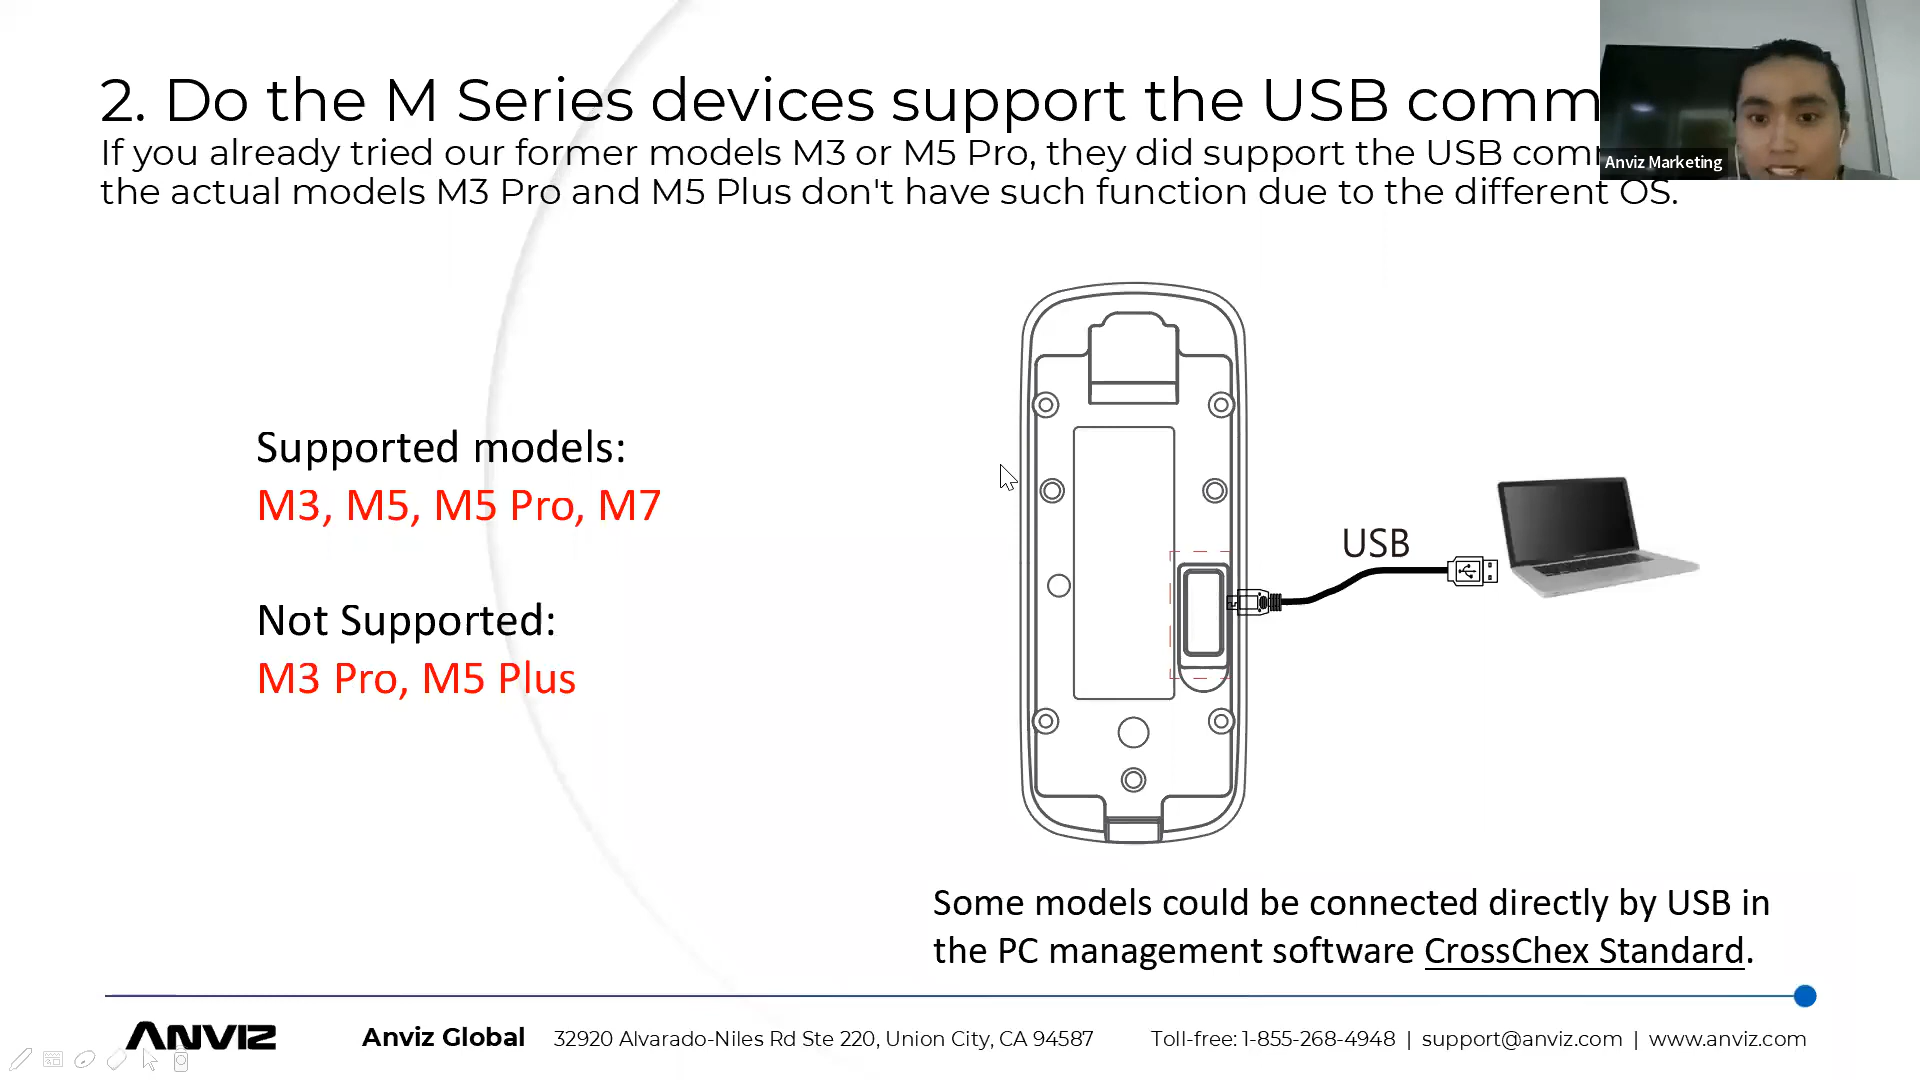 2. Do the M Series devices support the USB comm
If you already tried our former models M3 or M5 Pro, they did support the USB com
the actual models M3 Pro and M5 Plus don't have such function due to the different OS.
Anviz Marketing
Supported models:
M3, M5, M5 Pro, M7
Not Supported:
M3 Pro, M5 Plus
USB
Some models could be connected directly by USB in
the PC management software CrossChex Standard.
ANVIZ
Anviz Global 32920 Alvarado-Niles Rd Ste 220, Union City, CA 94587 Toll-free: 1-855-268-4948 | support@anviz.com | www.anviz.com